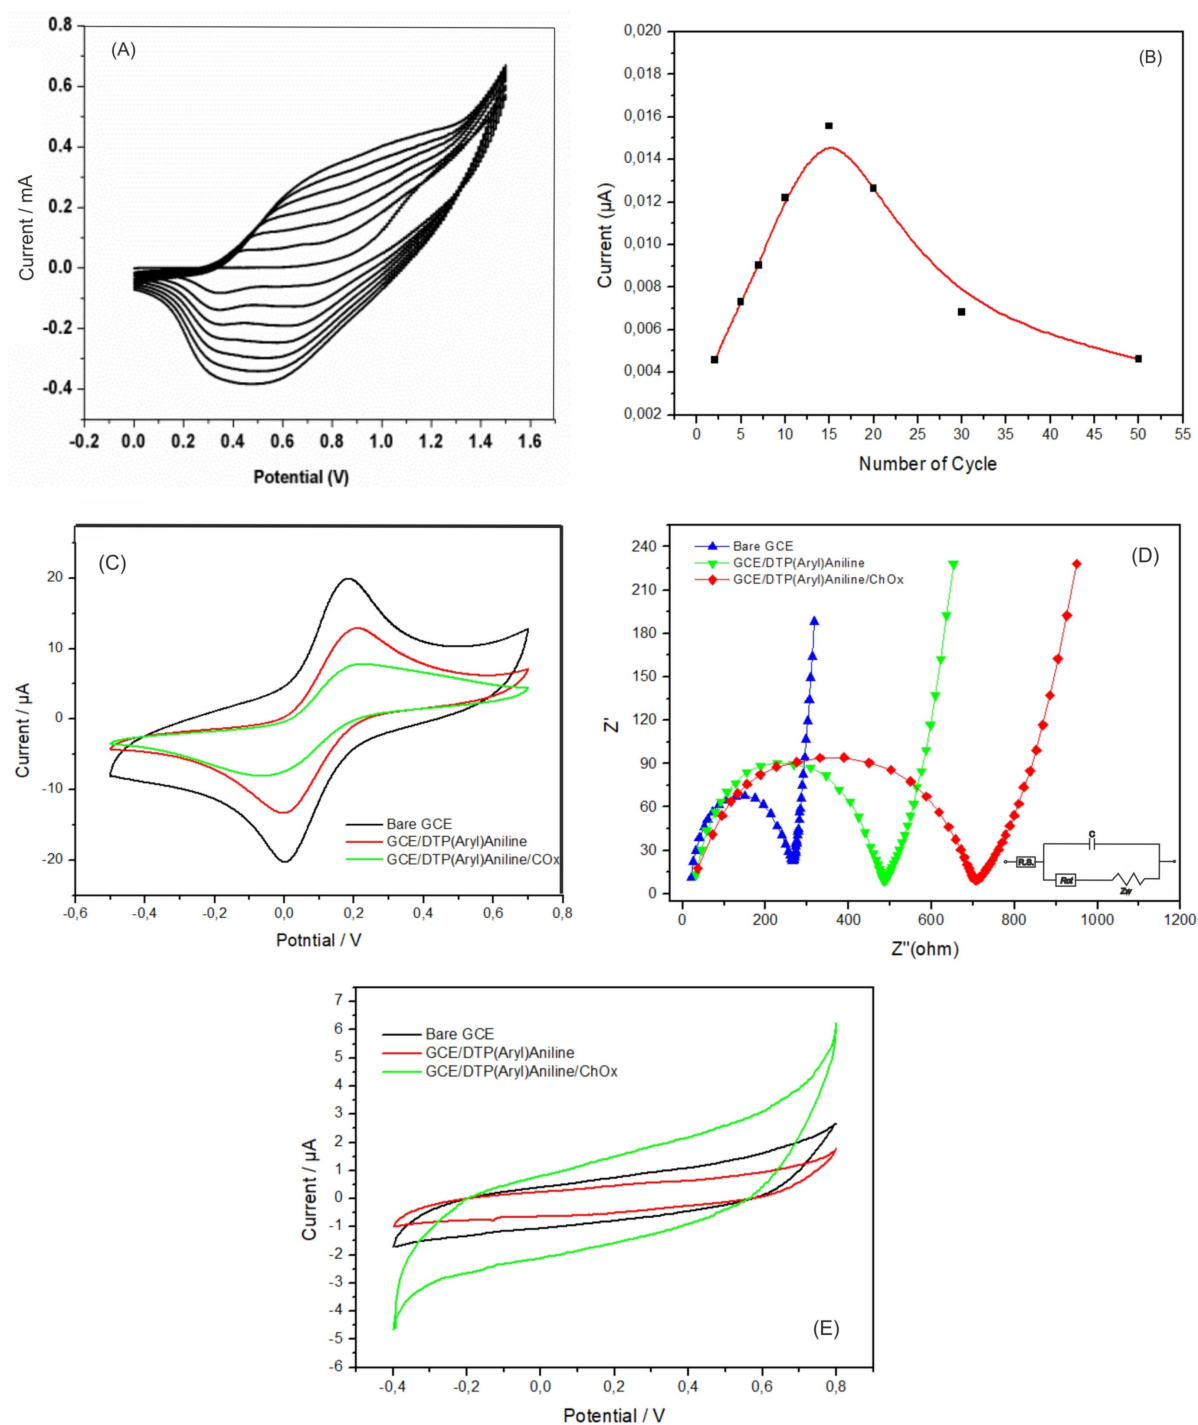 (A)
0.8
0.6
0.4
0.2
0.0
-0.2
-0.4
Current / mA
-0.2 0.0 0.2 0.4 0.6 0.8 1.0 1.2 1.4 1.6
Potential (V)
(B)
0,020
0,018
0,016
0,014
0,012
0,010
0,008
0,006
0,004
0,002
Current (µA)
0 5 10 15 20 25 30 35 40 45 50 55
Number of Cycle
(C)
20
10
0
-10
-20
Current / µA
Bare GCE
GCE/DTP(Aryl)Aniline
GCE/DTP(Aryl)Aniline/COx
-0,6 -0,4 -0,2 0,0 0,2 0,4 0,6 0,8
Potntial / V
(D)
Bare GCE
GCE/DTP(Aryl)Aniline
GCE/DTP(Aryl)Aniline/ChOx
240
210
180
150
120
90
60
30
0
Z'
C
R.S.
Rct
Zw
0 200 400 600 800 1000 1200
Z''(ohm)
Bare GCE
GCE/DTP(Aryl)Aniline
GCE/DTP(Aryl)Aniline/ChOx
7
6
5
4
3
2
1
0
-1
-2
-3
-4
-5
-6
Current / µA
(E)
-0,4 -0,2 0,0 0,2 0,4 0,6 0,8
Potential / V